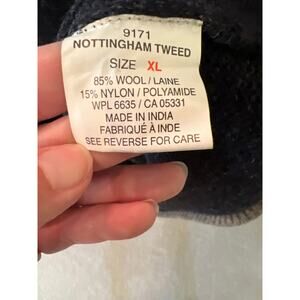 9171
NOTTINGHAM TWEED
SIZE XL
85% WOOL / LAINE
15% NYLON / POLYAMIDE
WPL 6635 / CA 05331
MADE IN INDIA
FABRIQUÉ À INDE
SEE REVERSE FOR CARE